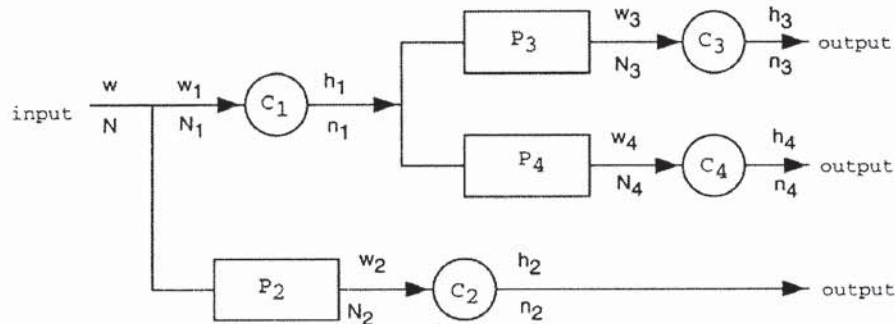 P3 w3 N3 C3 h3 n3 output
input w N w1 N1 C1 h1 n1
P4 w4 N4 C4 h4 n4 output
P2 w2 N2 C2 h2 n2 output